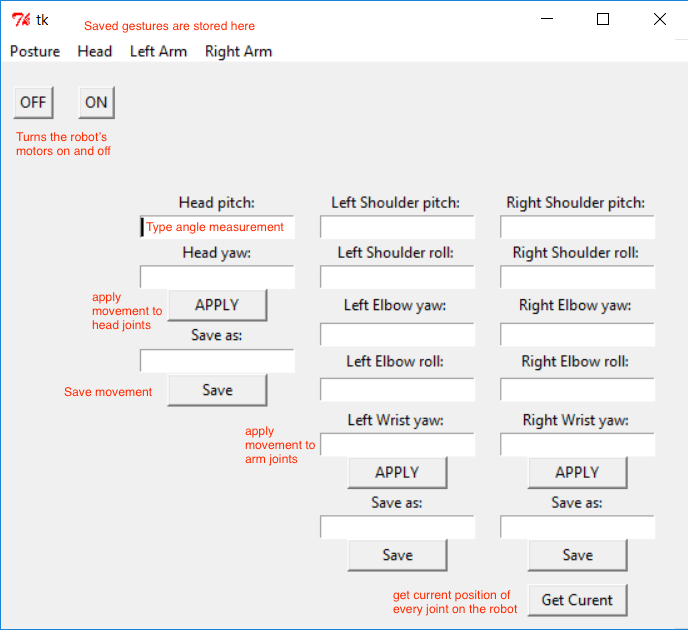 tk
Saved gestures are stored here
Posture Head Left Arm Right Arm
OFF ON
Turns the robot's
motors on and off
Head pitch:
Type angle measurement
Head yaw:
apply
movement to
head joints
APPLY
Save as:
Save movement
Save
Left Shoulder pitch:
Left Shoulder roll:
Left Elbow yaw:
Left Elbow roll:
Left Wrist yaw:
apply
movement to
arm joints
APPLY
Save as:
Save
Right Shoulder pitch:
Right Shoulder roll:
Right Elbow yaw:
Right Elbow roll:
Right Wrist yaw:
APPLY
Save as:
Save
get current position of
every joint on the robot
Get Curent